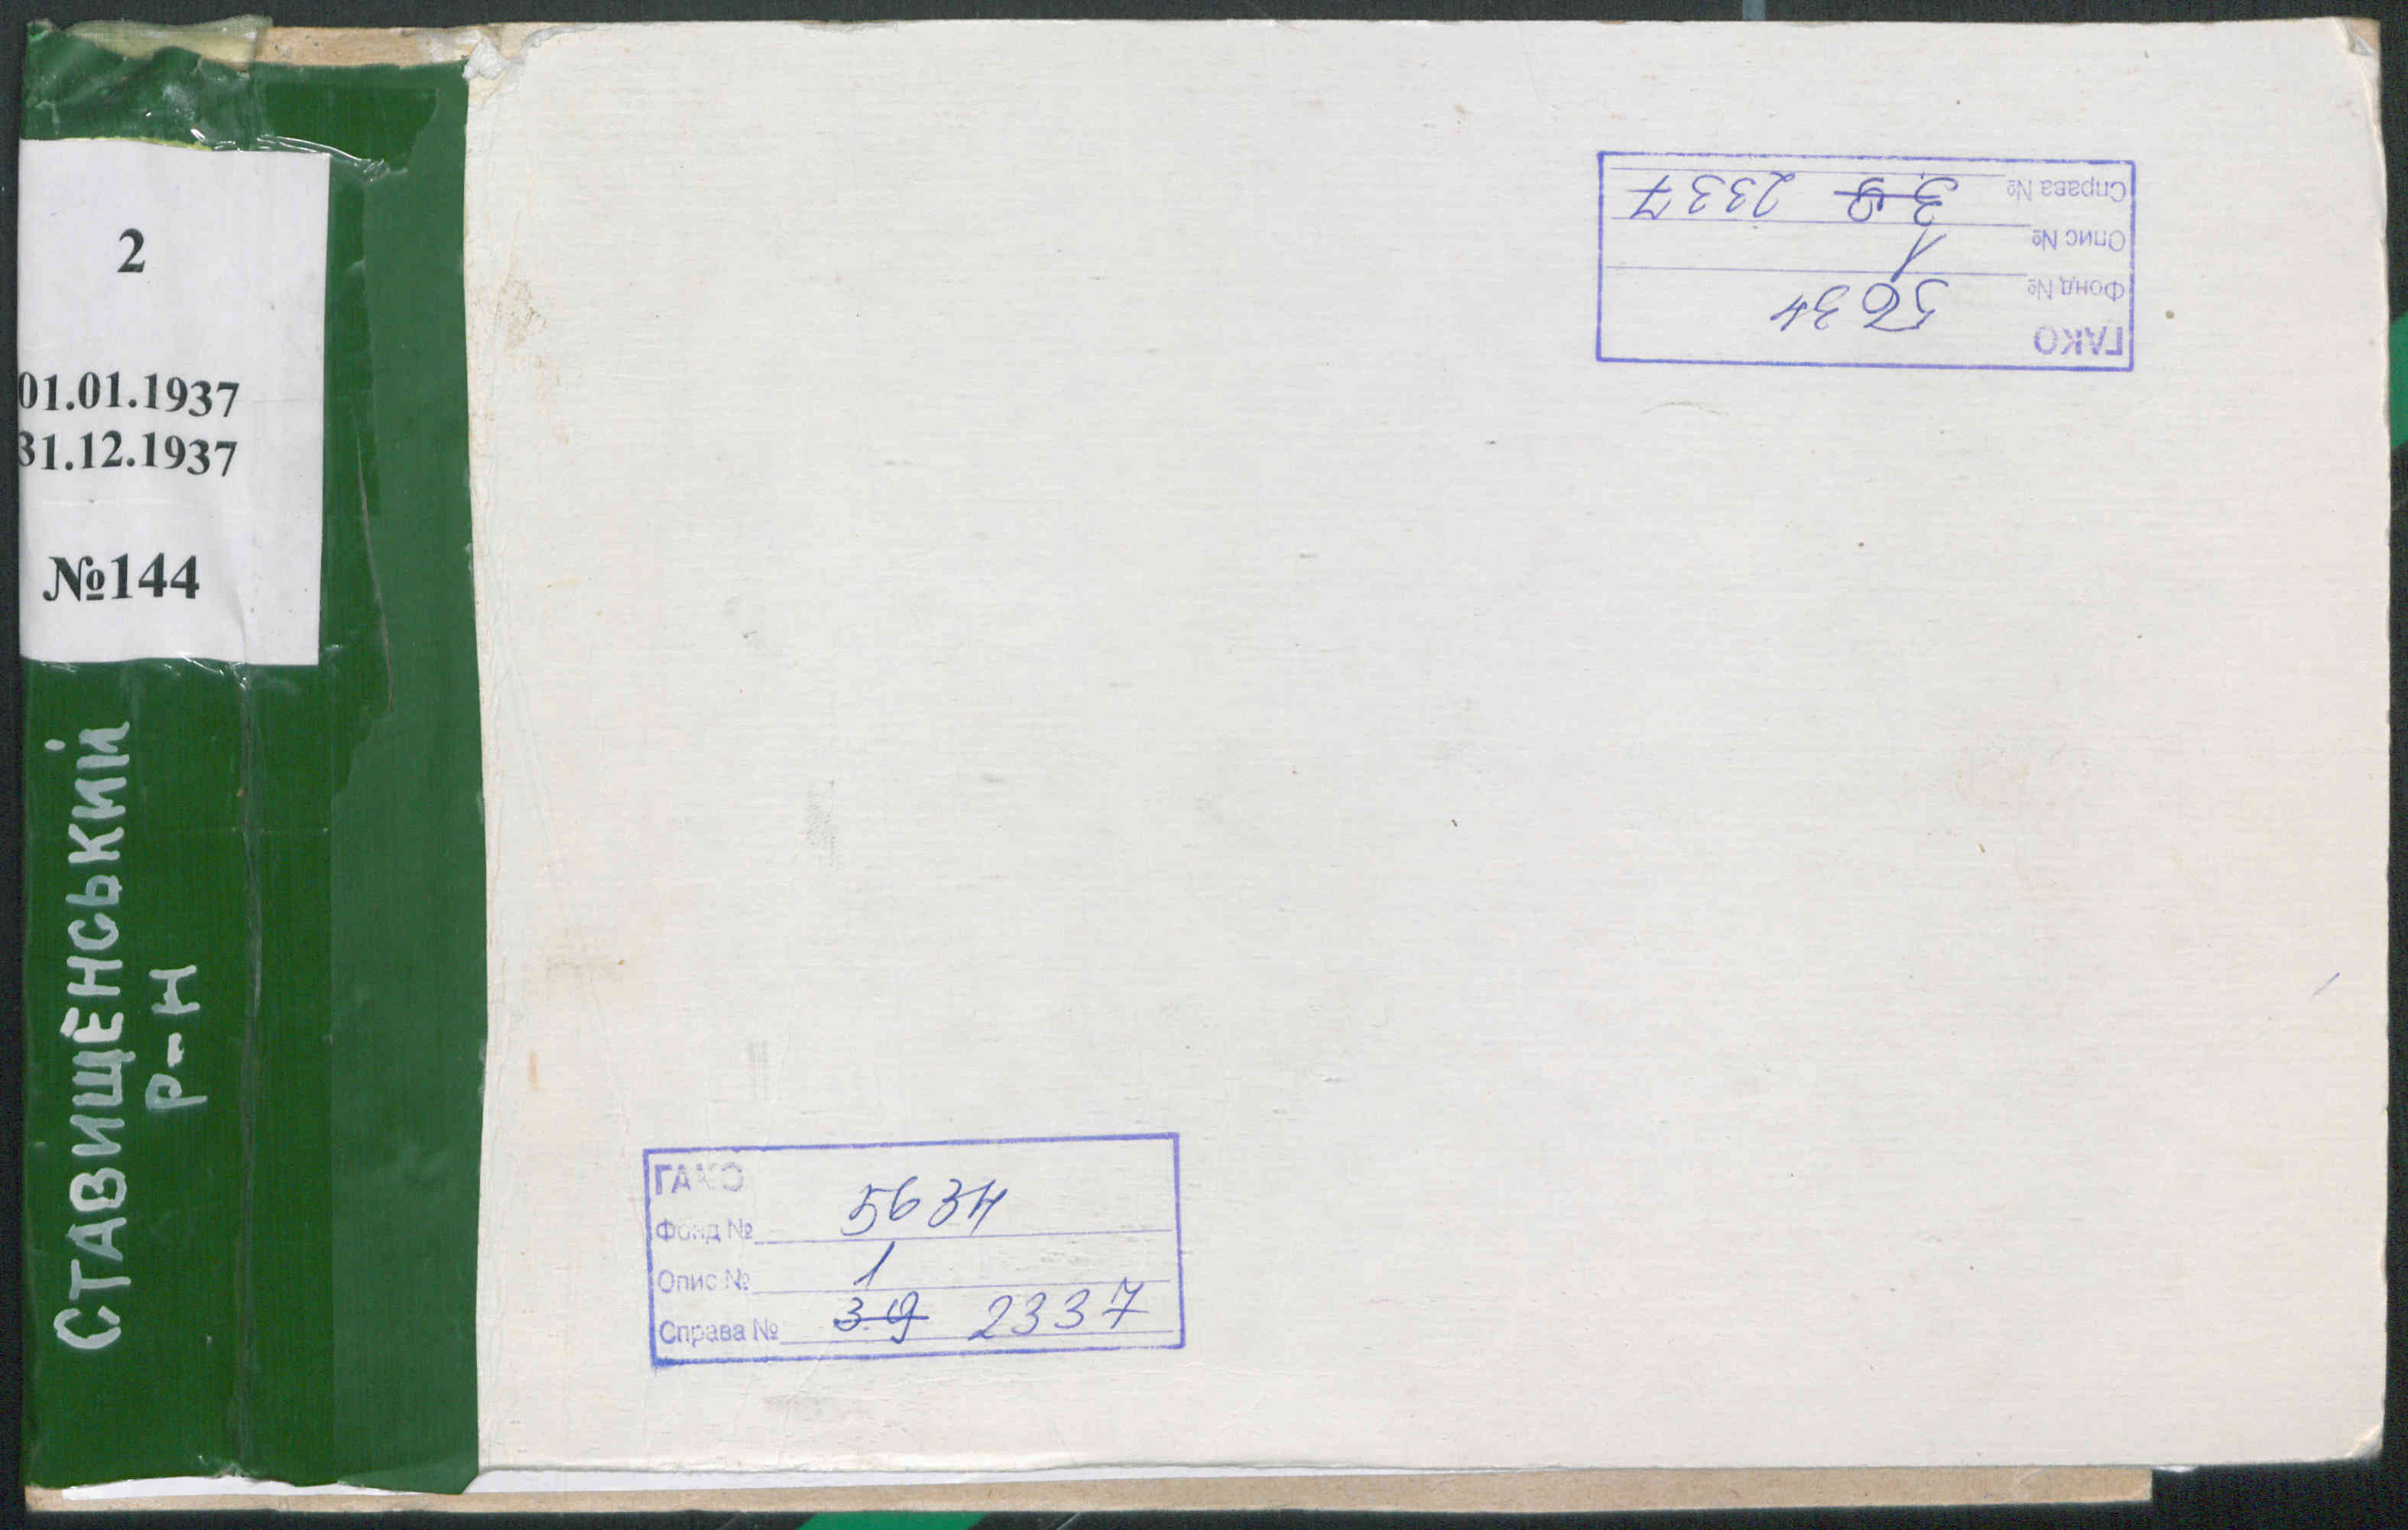 2
01.01.1937
31.12.1937
№144
СТАВИЩЕНСЬКИЙ
Р-Н
ГАКО
Фонд № 5634
Опис № 1
Справа № 39 2337
ГАКО
Фонд № 5634
Опис № 1
Справа № 39 2337